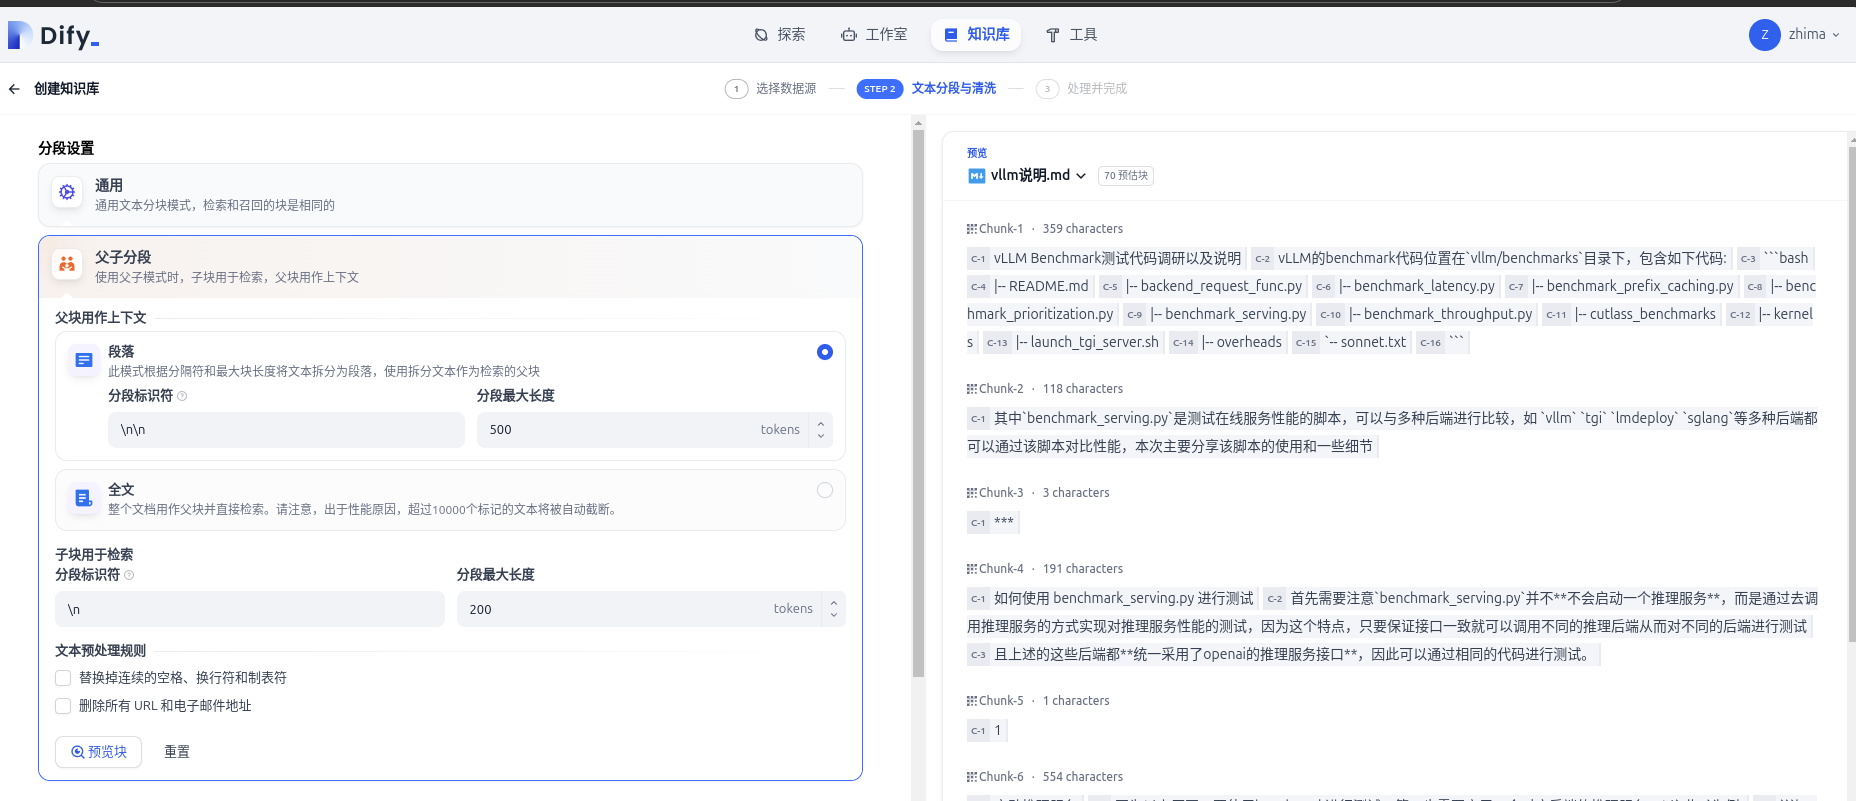 Dify_
探索
工作室
知识库
工具
Z
zhima
创建知识库
1 选择数据源
STEP 2 文本分段与清洗
3 处理并完成
分段设置
通用
通用文本分块模式，检索和召回的块是相同的
父子分段
使用父子模式时，子块用于检索，父块用作上下文
父块用作上下文
段落
此模式根据分隔符和最大块长度将文本拆分为段落，使用拆分文本作为检索的父块
分段标识符
分段最大长度
\n\n
500 tokens
全文
整个文档用作父块并直接检索。请注意，出于性能原因，超过10000个标记的文本将被自动截断。
子块用于检索
分段标识符
分段最大长度
\n
200 tokens
文本预处理规则
替换掉连续的空格、换行符和制表符
删除所有 URL 和电子邮件地址
预览块
重置
预览
vllm说明.md
70 预估块
Chunk-1 · 359 characters
C-1 vLLM Benchmark测试代码调研以及说明 C-2 vLLM的benchmark代码位置在`vllm/benchmarks`目录下，包含如下代码: C-3 ```bash
C-4 |-- README.md C-5 |-- backend_request_func.py C-6 |-- benchmark_latency.py C-7 |-- benchmark_prefix_caching.py C-8 |-- benc
hmark_prioritization.py C-9 |-- benchmark_serving.py C-10 |-- benchmark_throughput.py C-11 |-- cutlass_benchmarks C-12 |-- kernel
s C-13 |-- launch_tgi_server.sh C-14 |-- overheads C-15 `-- sonnet.txt C-16 ```
Chunk-2 · 118 characters
C-1 其中`benchmark_serving.py`是测试在线服务性能的脚本，可以与多种后端进行比较，如 `vllm` `tgi` `lmdeploy` `sglang`等多种后端都
可以通过该脚本对比性能，本次主要分享该脚本的使用和一些细节
Chunk-3 · 3 characters
C-1 ***
Chunk-4 · 191 characters
C-1 如何使用 benchmark_serving.py 进行测试 C-2 首先需要注意`benchmark_serving.py`并不**不会启动一个推理服务**，而是通过去调
用推理服务的方式实现对推理服务性能的测试，因为这个特点，只要保证接口一致就可以调用不同的推理后端从而对不同的后端进行测试
C-3 且上述的这些后端都**统一采用了openai的推理服务接口**，因此可以通过相同的代码进行测试。
Chunk-5 · 1 characters
C-1 1
Chunk-6 · 554 characters